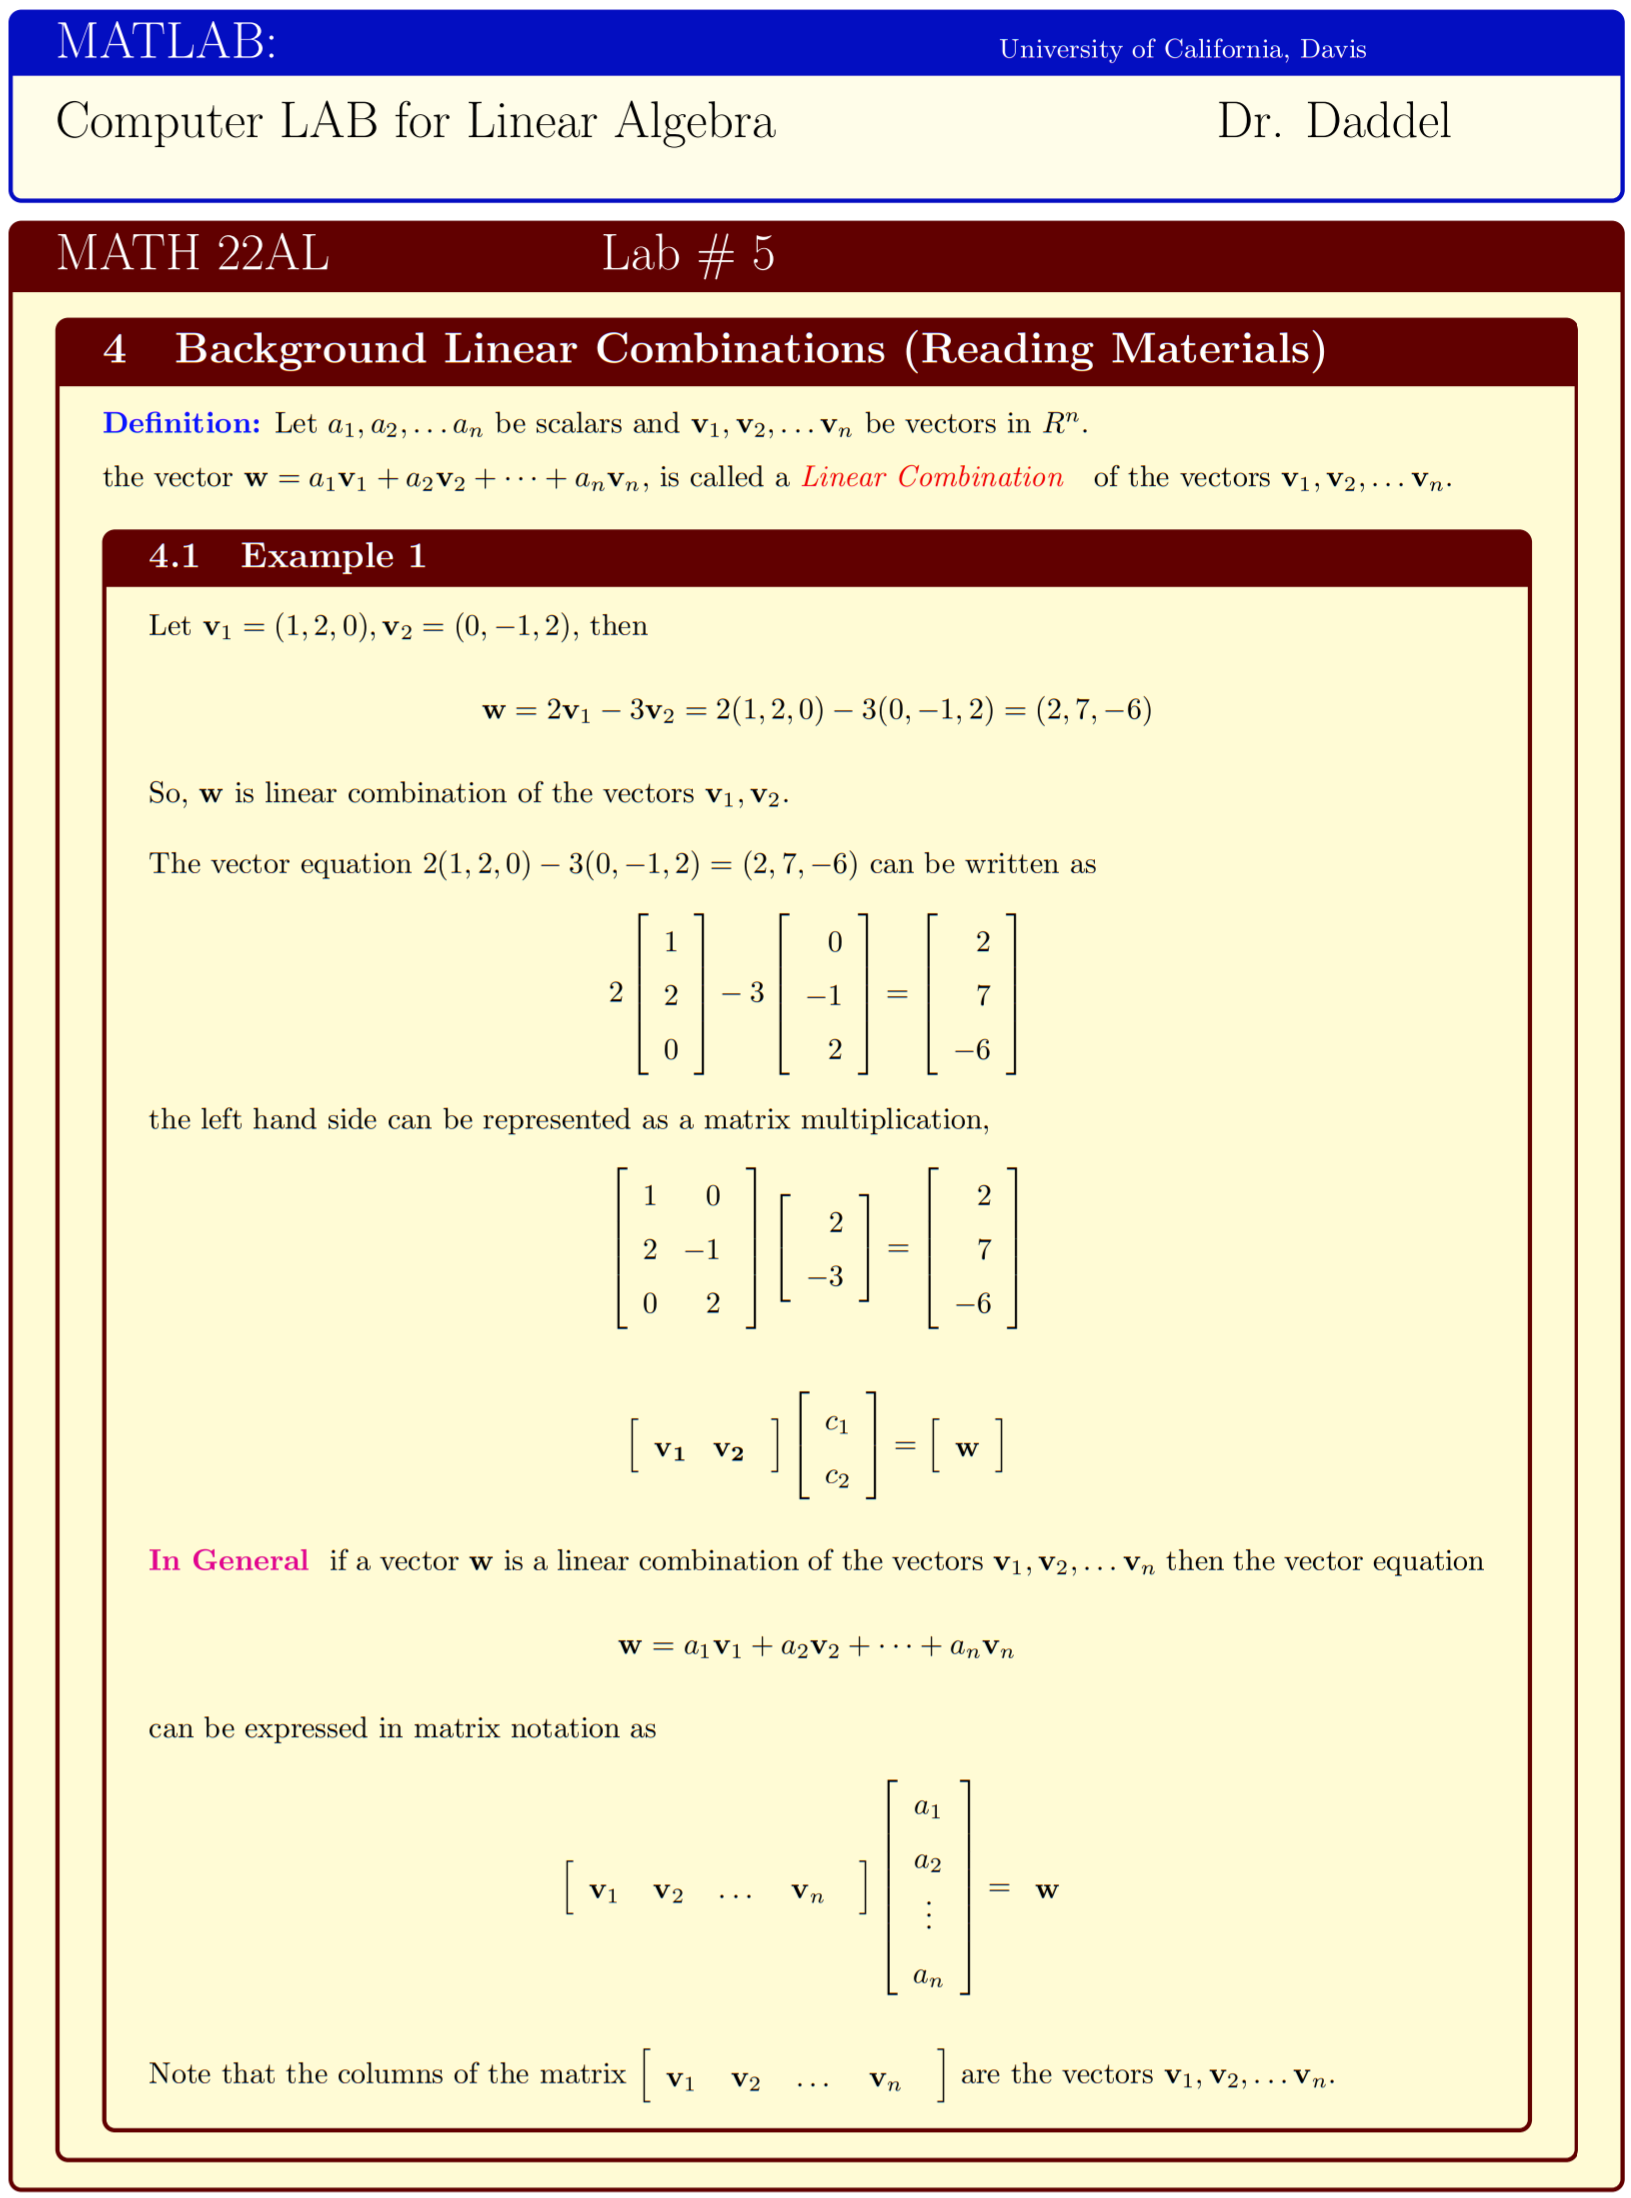 MATLAB: University of California, Davis
Computer LAB for Linear Algebra Dr. Daddel
MATH 22AL Lab # 5
4 Background Linear Combinations (Reading Materials)
Definition: Let $a_1, a_2, \ldots a_n$ be scalars and $\mathbf{v}_1, \mathbf{v}_2, \ldots \mathbf{v}_n$ be vectors in $R^n$.
the vector $\mathbf{w} = a_1\mathbf{v}_1 + a_2\mathbf{v}_2 + \cdots + a_n\mathbf{v}_n$, is called a Linear Combination of the vectors $\mathbf{v}_1, \mathbf{v}_2, \ldots \mathbf{v}_n$.
4.1 Example 1
Let $\mathbf{v}_1 = (1, 2, 0), \mathbf{v}_2 = (0, -1, 2)$, then
$\mathbf{w} = 2\mathbf{v}_1 - 3\mathbf{v}_2 = 2(1, 2, 0) - 3(0, -1, 2) = (2, 7, -6)$
So, $\mathbf{w}$ is linear combination of the vectors $\mathbf{v}_1, \mathbf{v}_2$.
The vector equation $2(1, 2, 0) - 3(0, -1, 2) = (2, 7, -6)$ can be written as
$2 \begin{bmatrix} 1 \\ 2 \\ 0 \end{bmatrix} - 3 \begin{bmatrix} 0 \\ -1 \\ 2 \end{bmatrix} = \begin{bmatrix} 2 \\ 7 \\ -6 \end{bmatrix}$
the left hand side can be represented as a matrix multiplication,
$\begin{bmatrix} 1 & 0 \\ 2 & -1 \\ 0 & 2 \end{bmatrix} \begin{bmatrix} 2 \\ -3 \end{bmatrix} = \begin{bmatrix} 2 \\ 7 \\ -6 \end{bmatrix}$
$\begin{bmatrix} \mathbf{v_1} & \mathbf{v_2} \end{bmatrix} \begin{bmatrix} c_1 \\ c_2 \end{bmatrix} = \begin{bmatrix} \mathbf{w} \end{bmatrix}$
In General if a vector $\mathbf{w}$ is a linear combination of the vectors $\mathbf{v}_1, \mathbf{v}_2, \ldots \mathbf{v}_n$ then the vector equation
$\mathbf{w} = a_1\mathbf{v}_1 + a_2\mathbf{v}_2 + \cdots + a_n\mathbf{v}_n$
can be expressed in matrix notation as
$\begin{bmatrix} \mathbf{v}_1 & \mathbf{v}_2 & \ldots & \mathbf{v}_n \end{bmatrix} \begin{bmatrix} a_1 \\ a_2 \\ \vdots \\ a_n \end{bmatrix} = \mathbf{w}$
Note that the columns of the matrix $\begin{bmatrix} \mathbf{v}_1 & \mathbf{v}_2 & \ldots & \mathbf{v}_n \end{bmatrix}$ are the vectors $\mathbf{v}_1, \mathbf{v}_2, \ldots \mathbf{v}_n$.